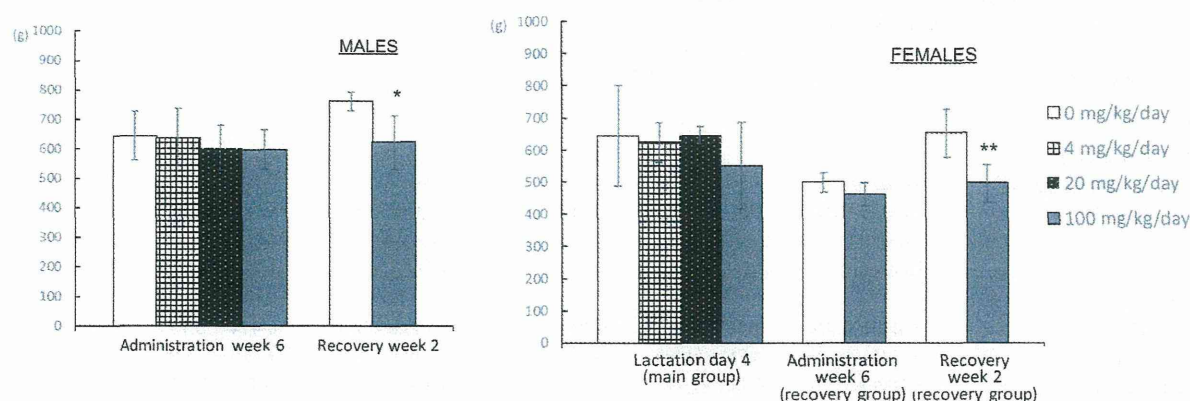 (g)
1000
900
800
700
600
500
400
300
200
100
0
MALES
*
Administration week 6
Recovery week 2
(g)
1000
900
800
700
600
500
400
300
200
100
0
FEMALES
**
Lactation day 4
(main group)
Administration
week 6
(recovery group)
Recovery
week 2
(recovery group)
0 mg/kg/day
4 mg/kg/day
20 mg/kg/day
100 mg/kg/day